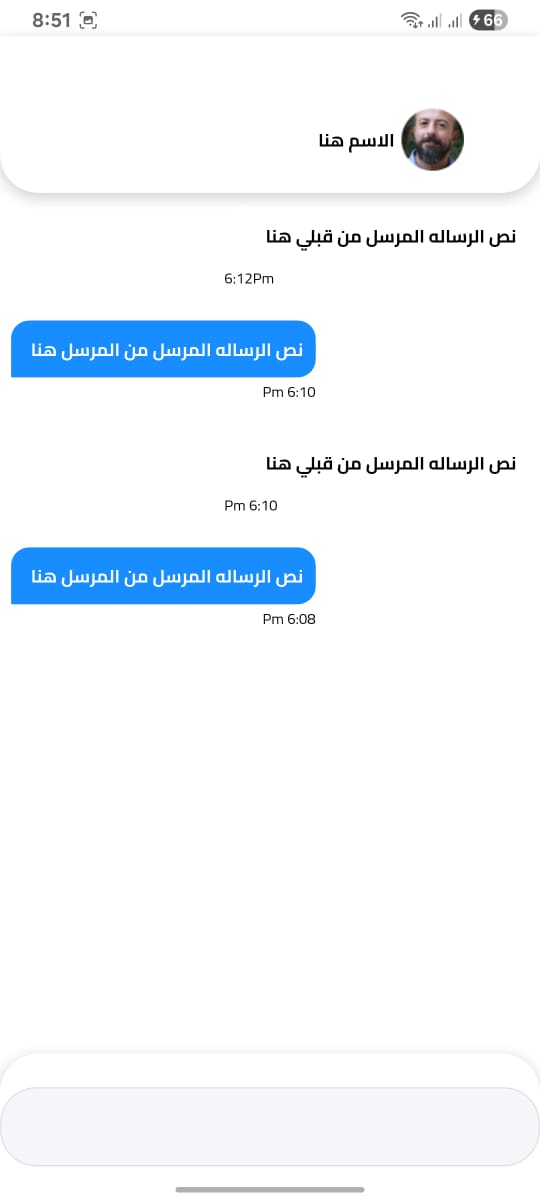 8:51
66
الاسم هنا
نص الرساله المرسل من قبلي هنا
6:12Pm
نص الرساله المرسل من المرسل هنا
Pm 6:10
نص الرساله المرسل من قبلي هنا
Pm 6:10
نص الرساله المرسل من المرسل هنا
Pm 6:08